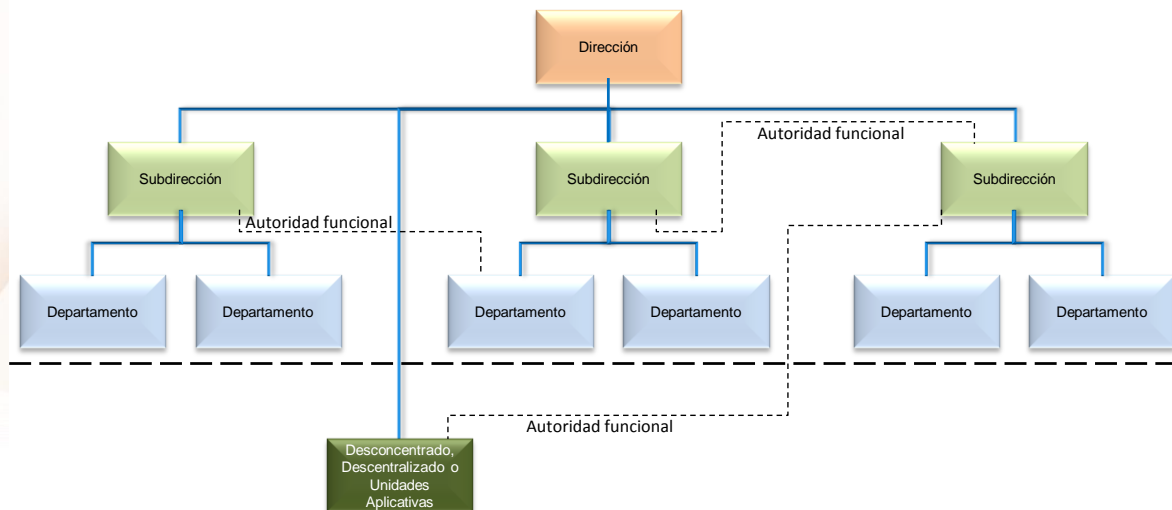 Dirección
Autoridad funcional
Subdirección
Subdirección
Subdirección
Autoridad funcional
Departamento
Departamento
Departamento
Departamento
Departamento
Departamento
Autoridad funcional
Desconcentrado,
Descentralizado o
Unidades
Aplicativas